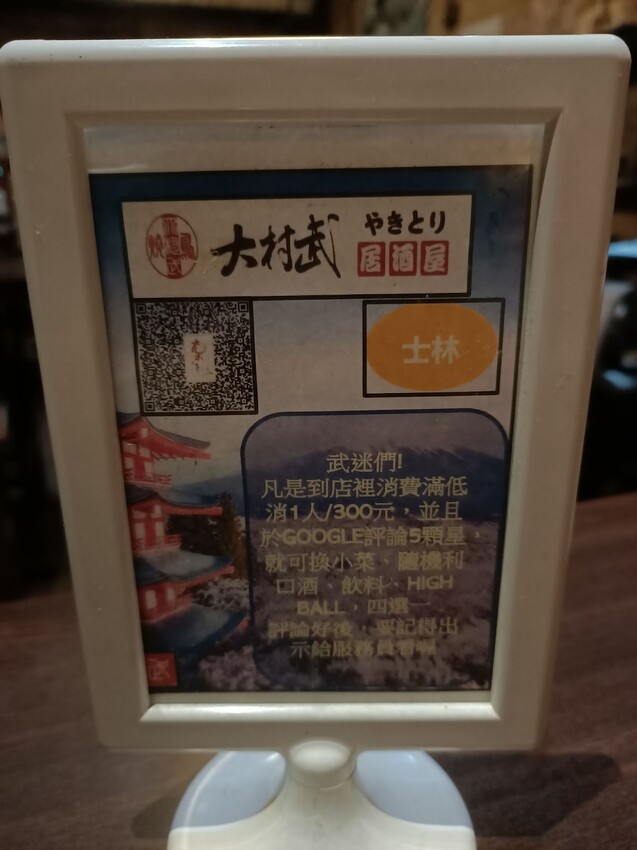 大村武
やきとり
居酒屋
士林
武迷們!
凡是到店裡消費滿低
消1人/300元，並且
於GOOGLE評論5顆星，
就可換小菜、隨機利
口酒、飲料、HIGH
BALL，四選一
評論好後，要記得出
示給服務員看喔
武